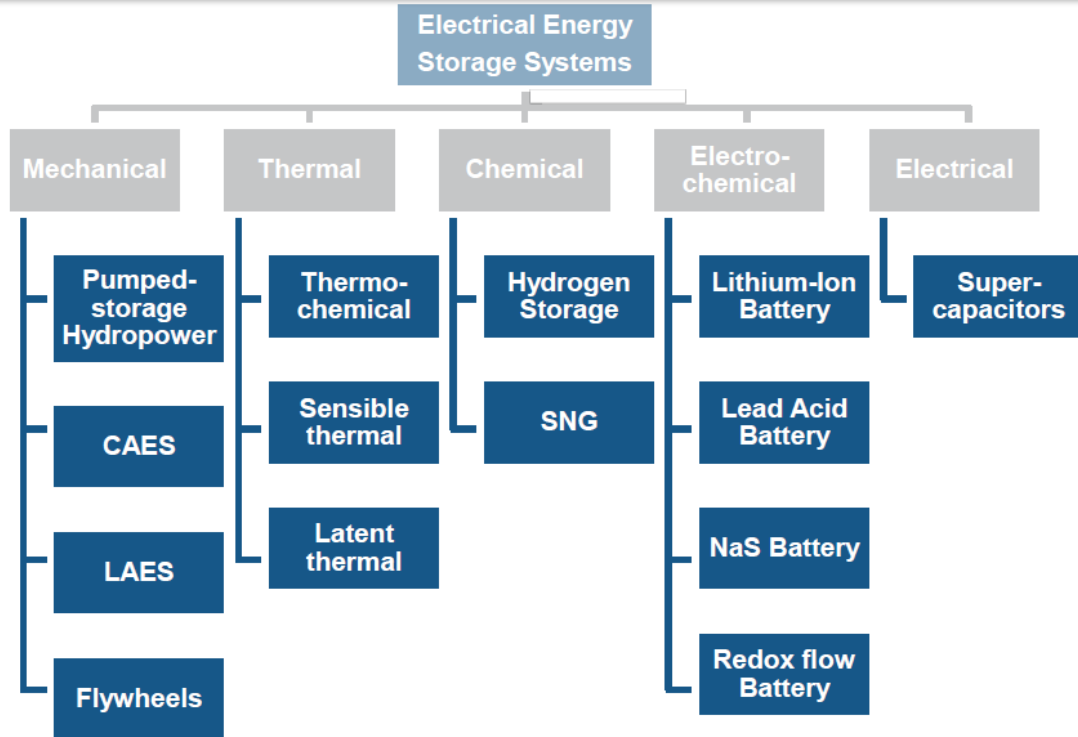 Electrical Energy
Storage Systems
Mechanical
Thermal
Chemical
Electro-
chemical
Electrical
Pumped-
storage
Hydropower
CAES
LAES
Flywheels
Thermo-
chemical
Sensible
thermal
Latent
thermal
Hydrogen
Storage
SNG
Lithium-Ion
Battery
Lead Acid
Battery
NaS Battery
Redox flow
Battery
Super-
capacitors